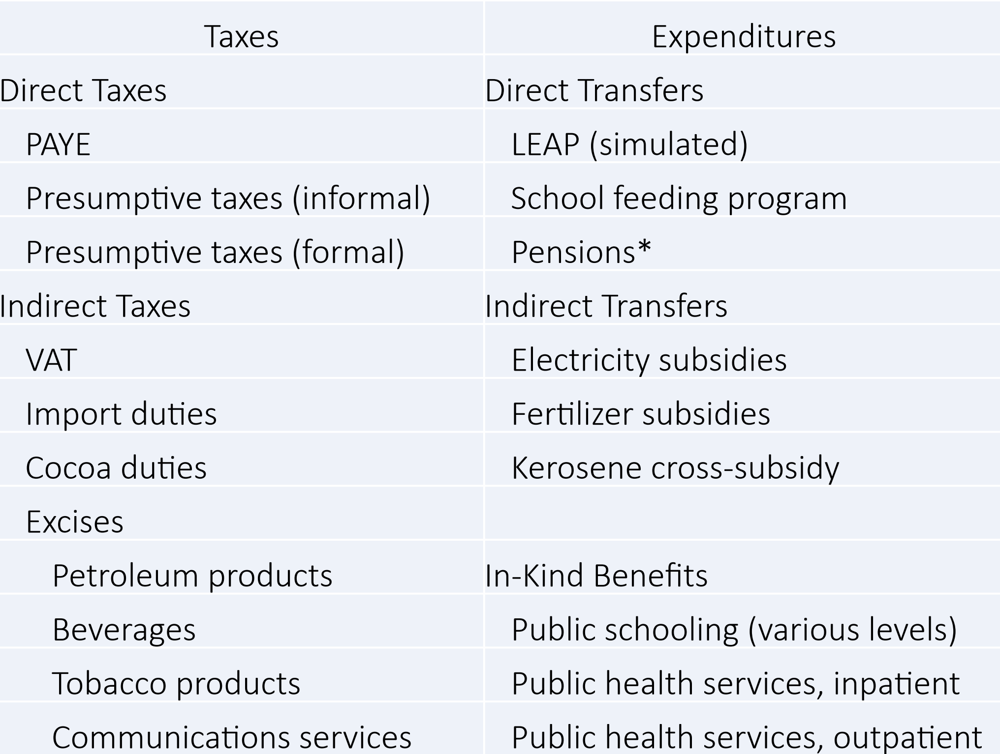 Taxes Expenditures
Direct Taxes Direct Transfers
PAYE LEAP (simulated)
Presumptive taxes (informal) School feeding program
Presumptive taxes (formal) Pensions*
Indirect Taxes Indirect Transfers
VAT Electricity subsidies
Import duties Fertilizer subsidies
Cocoa duties Kerosene cross-subsidy
Excises
Petroleum products In-Kind Benefits
Beverages Public schooling (various levels)
Tobacco products Public health services, inpatient
Communications services Public health services, outpatient